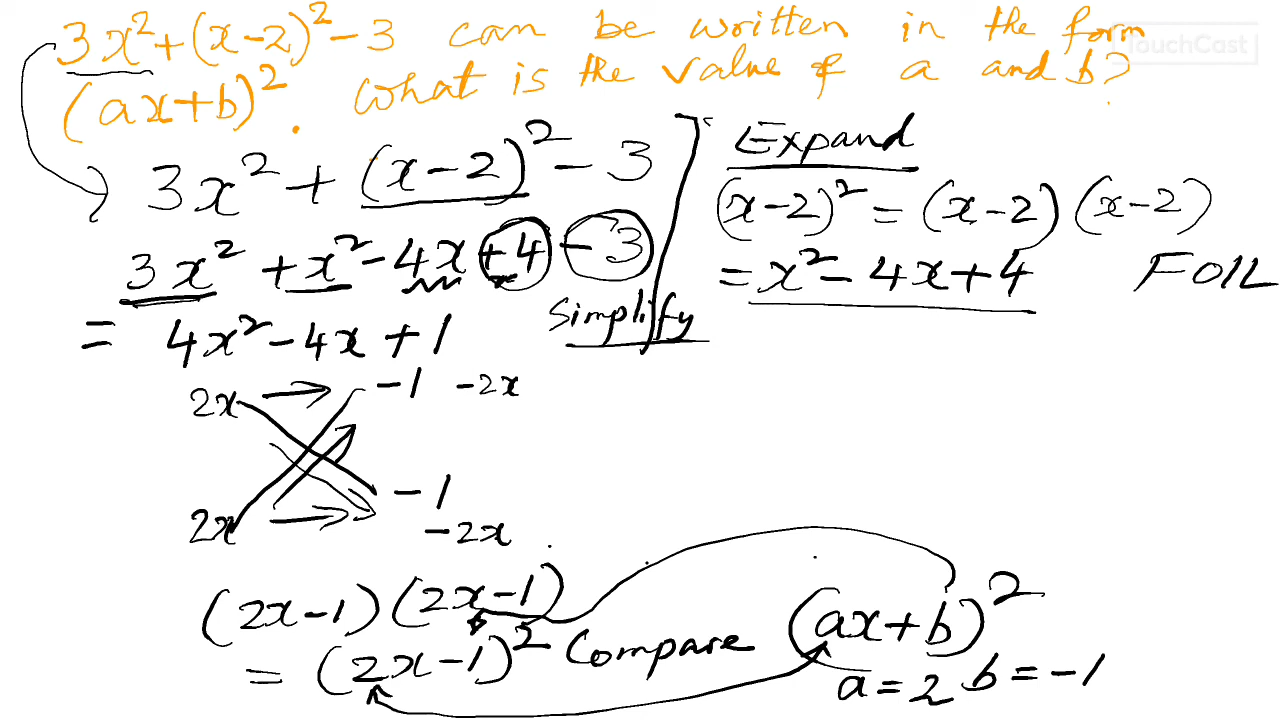 3x²+(x-2)²-3 can be written in the form
(ax+b)². What is the value of a and b?
TouchCast
3x²+(x-2)²-3
3x²+x²-4x+4-3
Simplify
= 4x²-4x+1
Expand
(x-2)²=(x-2)(x-2)
=x²-4x+4 FOIL
2x -1 -2x
2x -1
-2x
(2x-1)(2x-1)
=(2x-1)² Compare (ax+b)²
a=2 b=-1